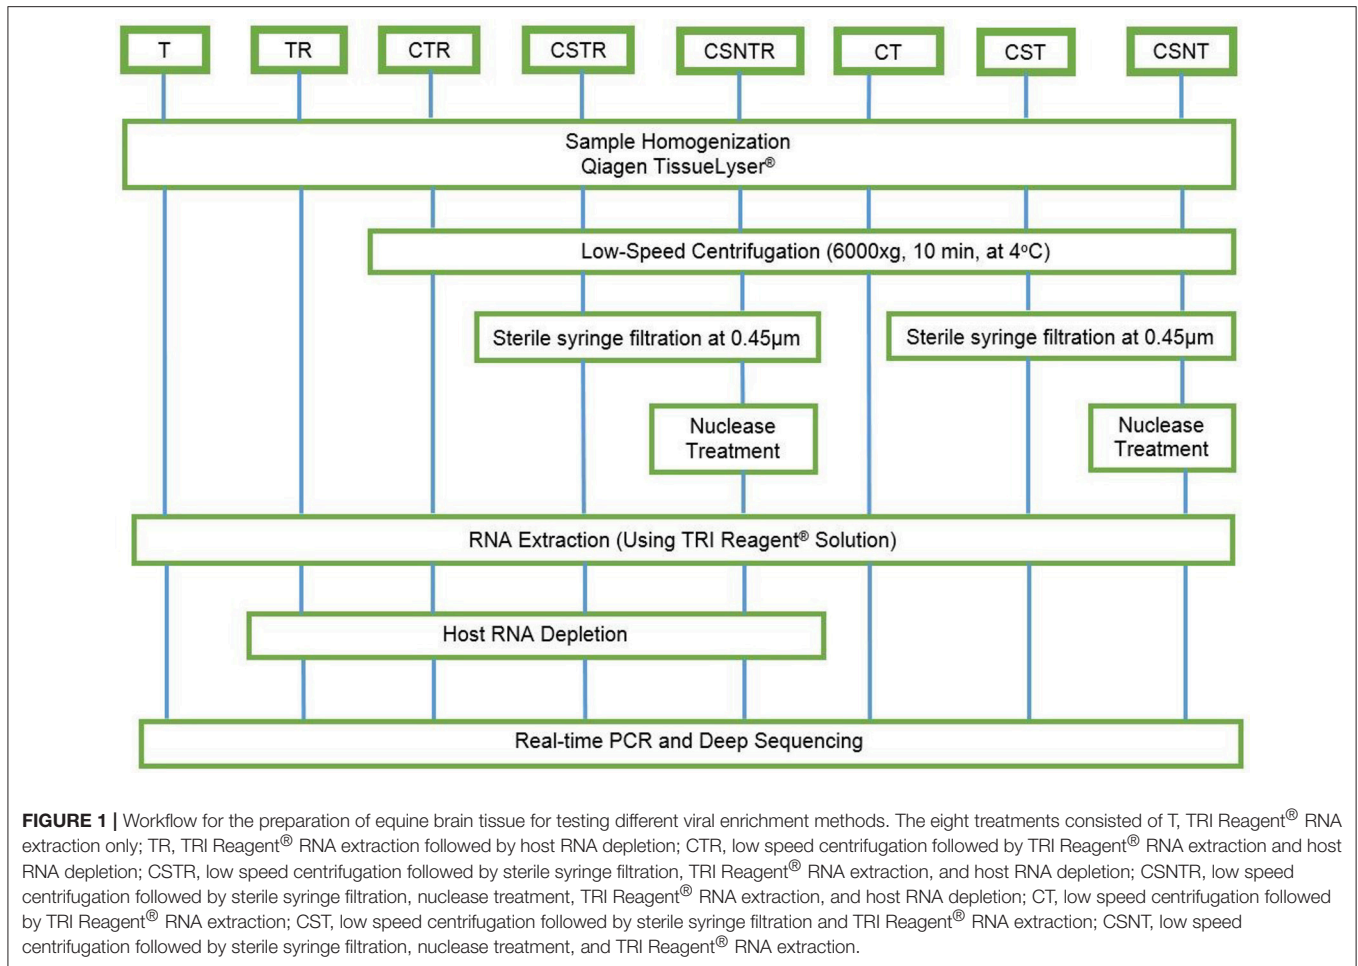 T
TR
CTR
CSTR
CSNTR
CT
CST
CSNT
Sample Homogenization
Qiagen TissueLyser®
Low-Speed Centrifugation (6000xg, 10 min, at 4ºC)
Sterile syringe filtration at 0.45µm
Sterile syringe filtration at 0.45µm
Nuclease
Treatment
Nuclease
Treatment
RNA Extraction (Using TRI Reagent® Solution)
Host RNA Depletion
Real-time PCR and Deep Sequencing
FIGURE 1 | Workflow for the preparation of equine brain tissue for testing different viral enrichment methods. The eight treatments consisted of T, TRI Reagent® RNA
extraction only; TR, TRI Reagent® RNA extraction followed by host RNA depletion; CTR, low speed centrifugation followed by TRI Reagent® RNA extraction and host
RNA depletion; CSTR, low speed centrifugation followed by sterile syringe filtration, TRI Reagent® RNA extraction, and host RNA depletion; CSNTR, low speed
centrifugation followed by sterile syringe filtration, nuclease treatment, TRI Reagent® RNA extraction, and host RNA depletion; CT, low speed centrifugation followed
by TRI Reagent® RNA extraction; CST, low speed centrifugation followed by sterile syringe filtration and TRI Reagent® RNA extraction; CSNT, low speed
centrifugation followed by sterile syringe filtration, nuclease treatment, and TRI Reagent® RNA extraction.